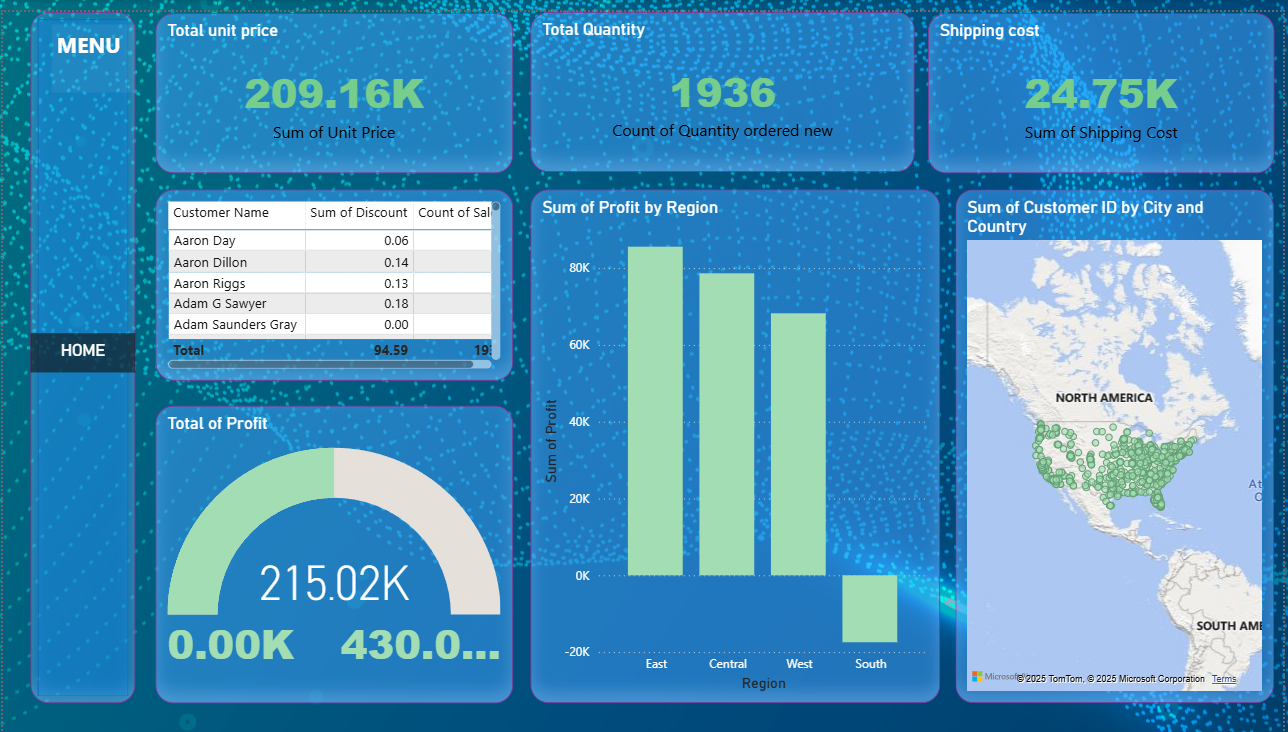 MENU
HOME
Total unit price
209.16K
Sum of Unit Price
Total Quantity
1936
Count of Quantity ordered new
Shipping cost
24.75K
Sum of Shipping Cost
Customer Name Sum of Discount Count of Sal
Aaron Day 0.06
Aaron Dillon 0.14
Aaron Riggs 0.13
Adam G Sawyer 0.18
Adam Saunders Gray 0.00
Total 94.59 19
Total of Profit
215.02K
0.00K 430.0...
Sum of Profit by Region
Sum of Profit
80K
60K
40K
20K
0K
-20K
East Central West South
Region
Sum of Customer ID by City and
Country
NORTH AMERICA
At
O
SOUTH AME
Microsoft
© 2025 TomTom, © 2025 Microsoft Corporation Terms